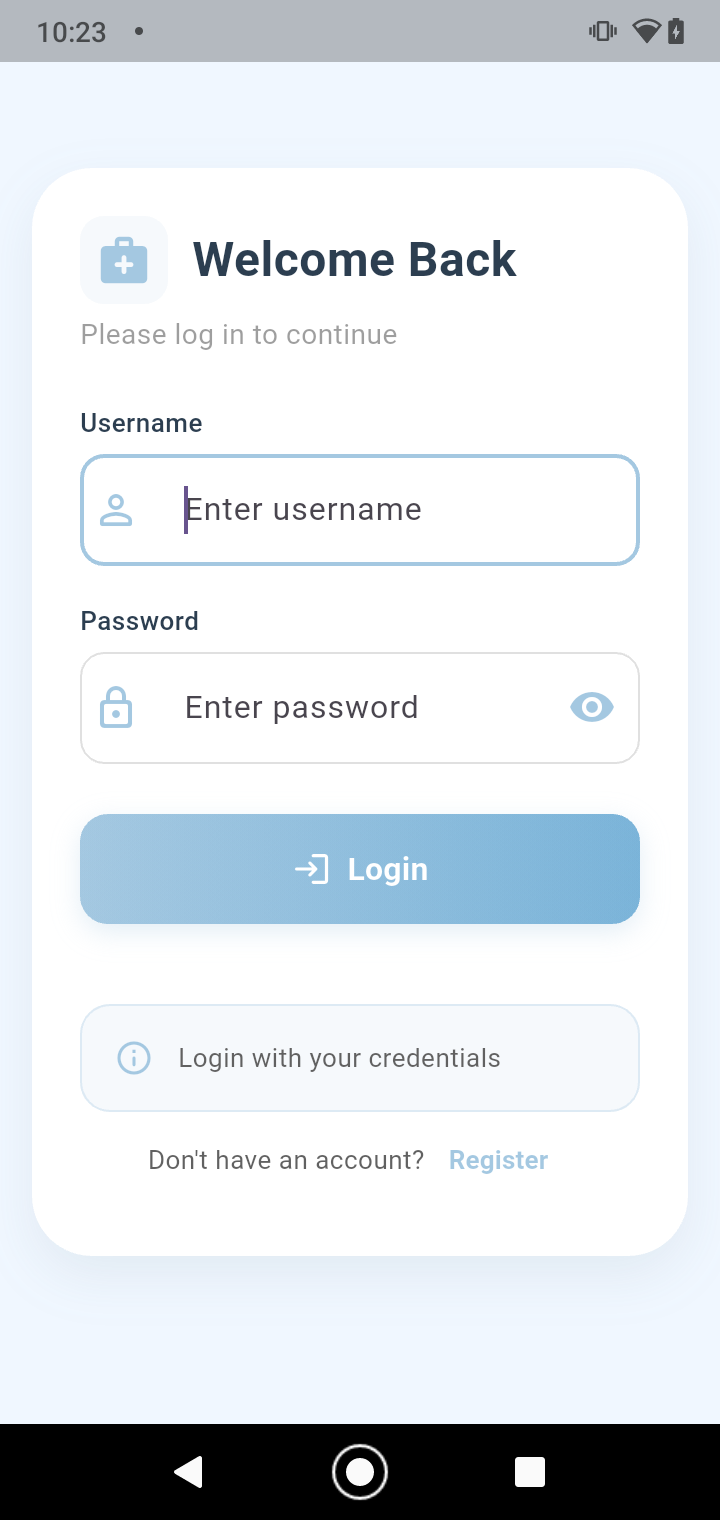 10:23
Welcome Back
Please log in to continue
Username
Enter username
Password
Enter password
Login
Login with your credentials
Don't have an account? Register